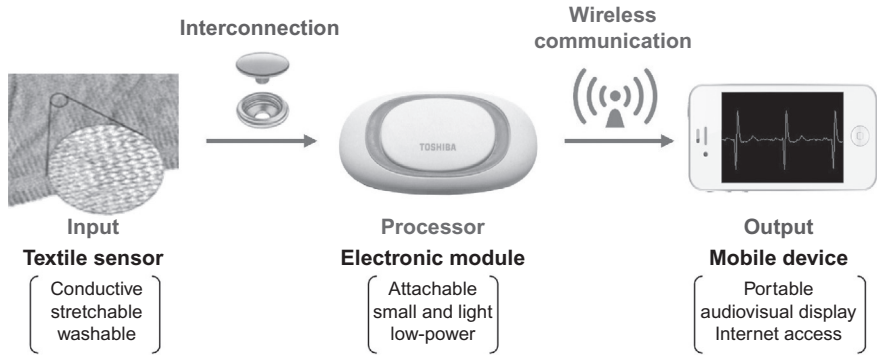 Interconnection
Wireless
communication
TOSHIBA
Input
Processor
Output
Textile sensor
Electronic module
Mobile device
Conductive
stretchable
washable
Attachable
small and light
low-power
Portable
audiovisual display
Internet access